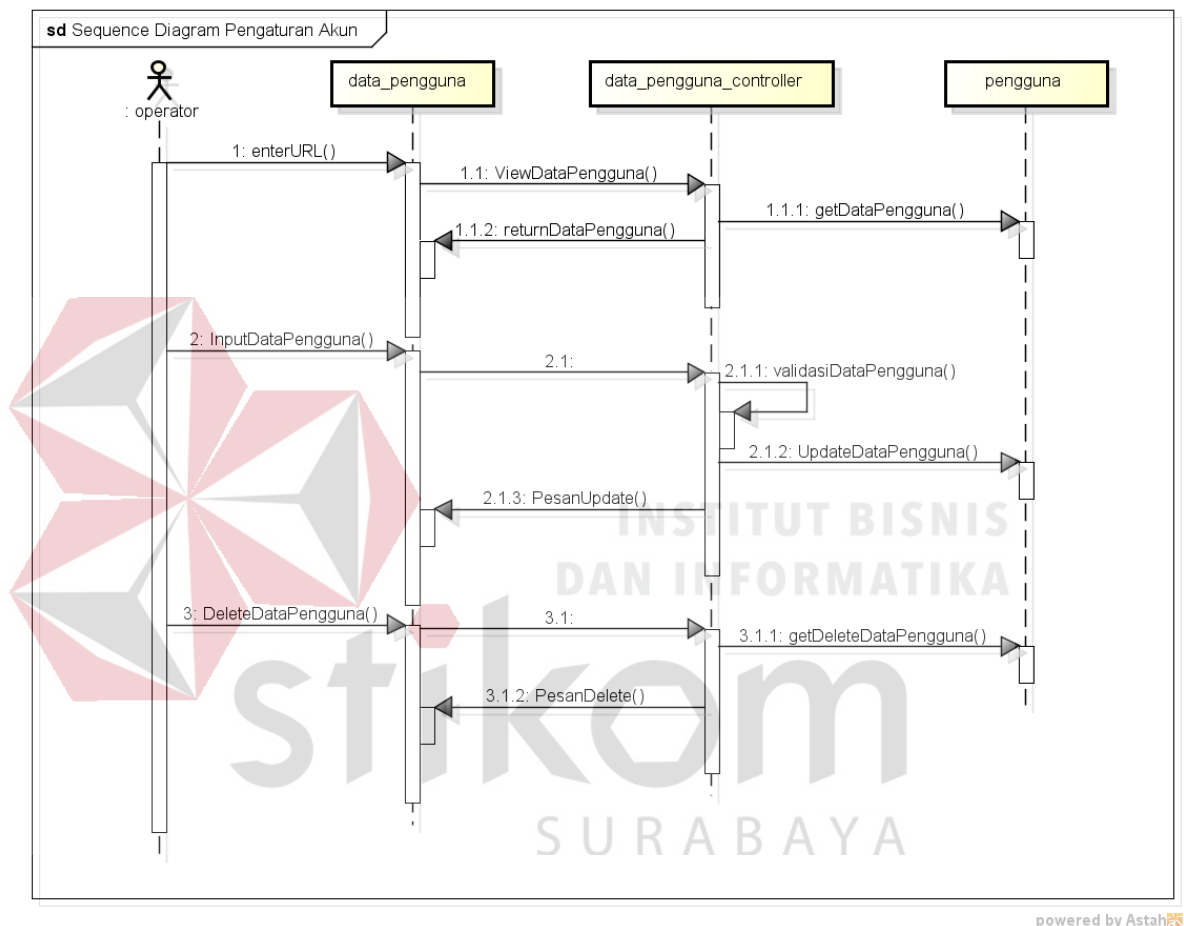 sd Sequence Diagram Pengaturan Akun
: operator
data_pengguna
data_pengguna_controller
pengguna
1: enterURL()
1.1: ViewDataPengguna()
1.1.1: getDataPengguna()
1.1.2: returnDataPengguna()
2: InputDataPengguna()
2.1:
2.1.1: validasiDataPengguna()
2.1.2: UpdateDataPengguna()
2.1.3: PesanUpdate()
INSTITUT BISNIS
DAN INFORMATIKA
3: DeleteDataPengguna()
3.1:
3.1.1: getDeleteDataPengguna()
stikom
3.1.2: PesanDelete()
SURABAYA
powered by Astah